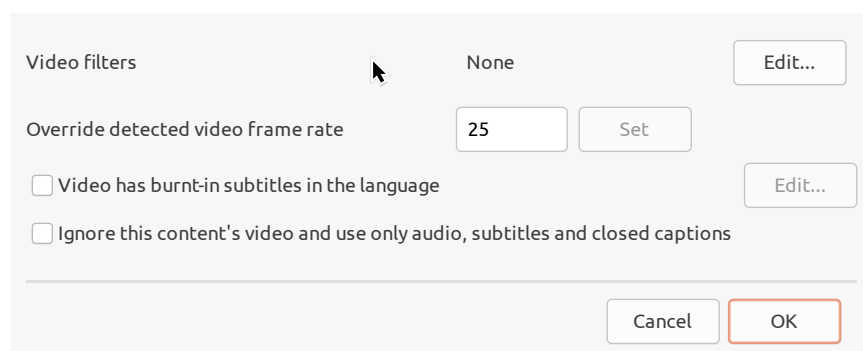 Video filters None Edit...
Override detected video frame rate 25 Set
Video has burnt-in subtitles in the language Edit...
Ignore this content's video and use only audio, subtitles and closed captions
Cancel OK